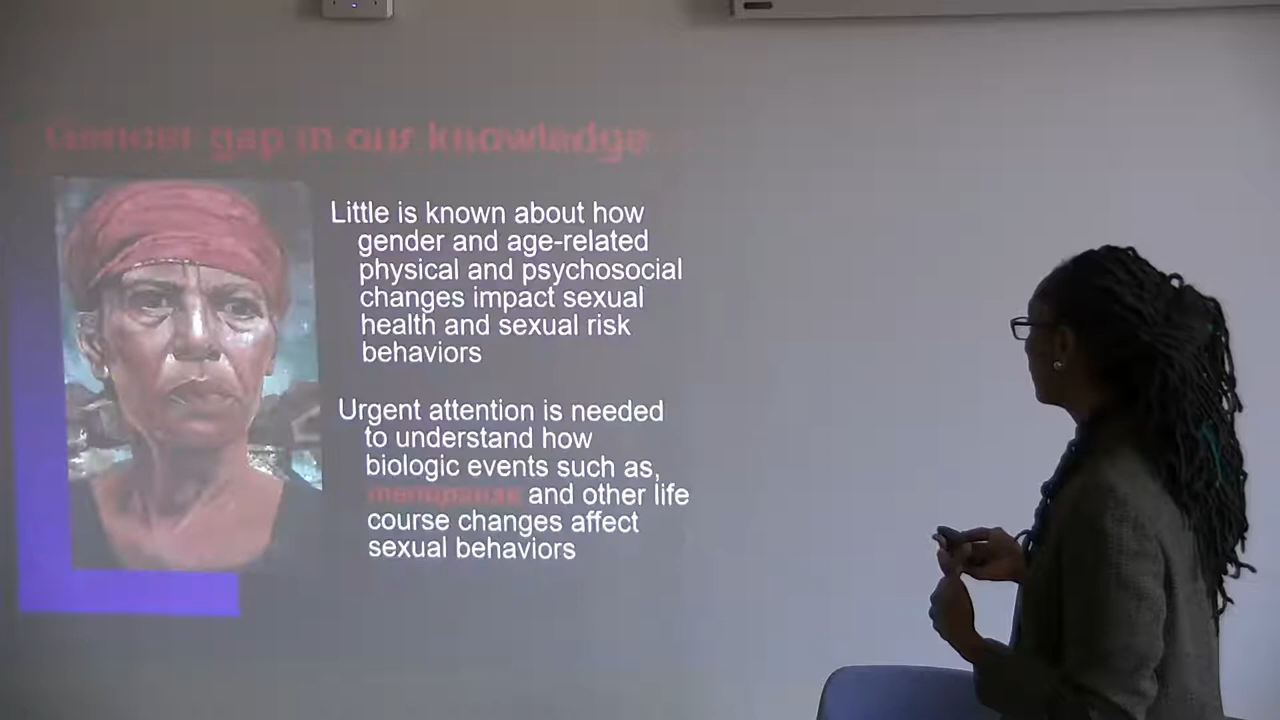 Gender gap in our knowledge
Little is known about how
gender and age-related
physical and psychosocial
changes impact sexual
health and sexual risk
behaviors
Urgent attention is needed
to understand how
biologic events such as,
menopause and other life
course changes affect
sexual behaviors